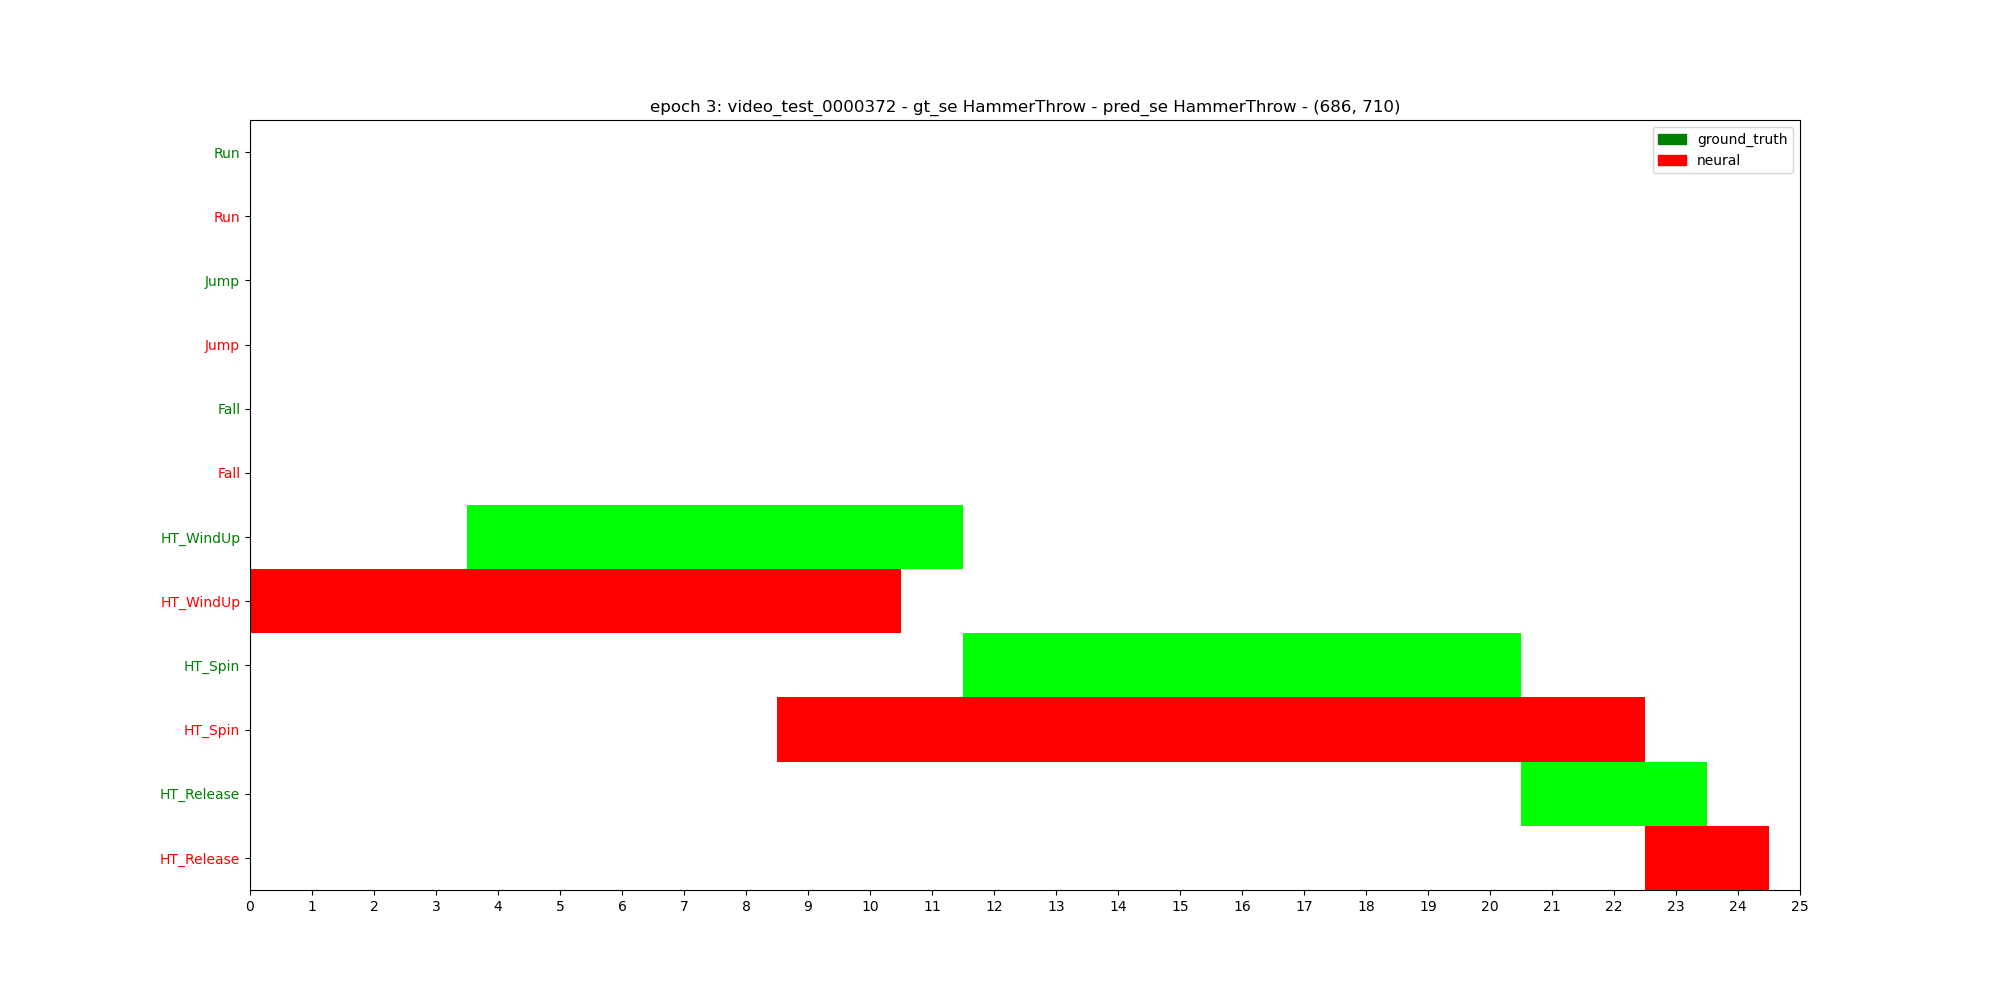 epoch 3: video_test_0000372 - gt_se HammerThrow - pred_se HammerThrow - (686, 710)
ground_truth
neural
Run
Run
Jump
Jump
Fall
Fall
HT_WindUp
HT_WindUp
HT_Spin
HT_Spin
HT_Release
HT_Release
0 1 2 3 4 5 6 7 8 9 10 11 12 13 14 15 16 17 18 19 20 21 22 23 24 25